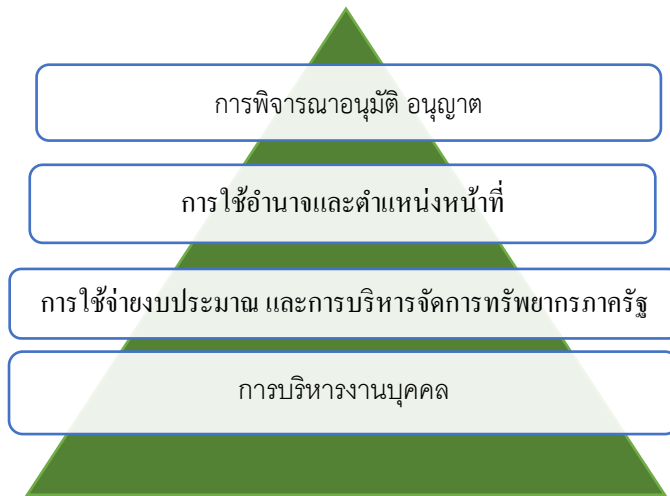 การพิจารณาอนุมัติ อนุญาต
การใช้อำนาจและตำแหน่งหน้าที่
การใช้จ่ายงบประมาณ และการบริหารจัดการทรัพยากรภาครัฐ
การบริหารงานบุคคล